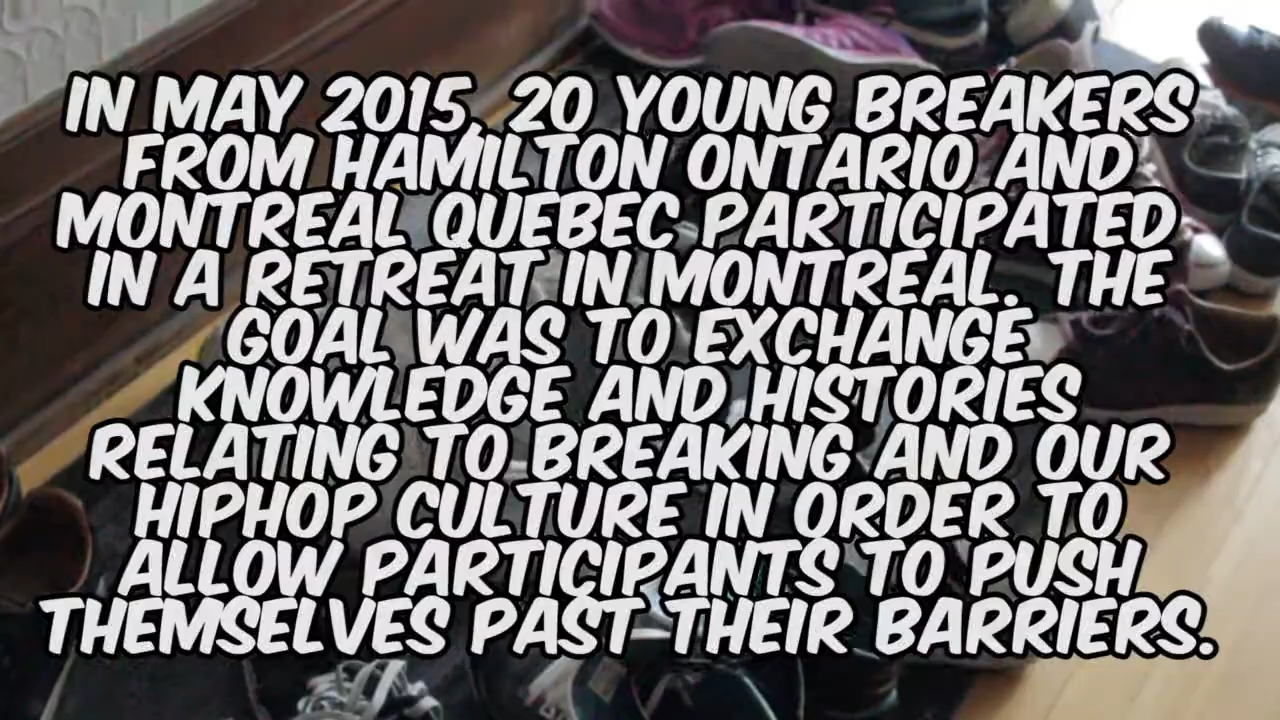 IN MAY 2015, 20 YOUNG BREAKERS
FROM HAMILTON ONTARIO AND
MONTREAL QUEBEC PARTICIPATED
IN A RETREAT IN MONTREAL. THE
GOAL WAS TO EXCHANGE
KNOWLEDGE AND HISTORIES
RELATING TO BREAKING AND OUR
HIPHOP CULTURE IN ORDER TO
ALLOW PARTICIPANTS TO PUSH
THEMSELVES PAST THEIR BARRIERS.